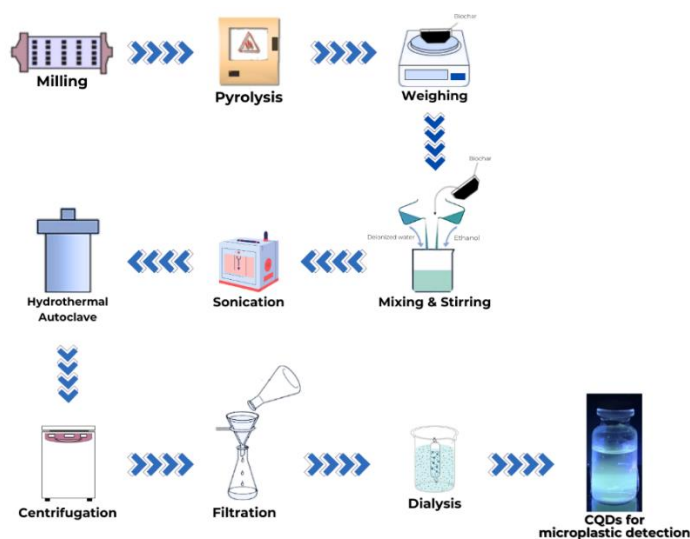 Biochar
Milling
Pyrolysis
Weighing
Biochar
Deionized water
Ethanol
Hydrothermal
Autoclave
Sonication
Mixing & Stirring
Centrifugation
Filtration
Dialysis
CQDs for
microplastic detection